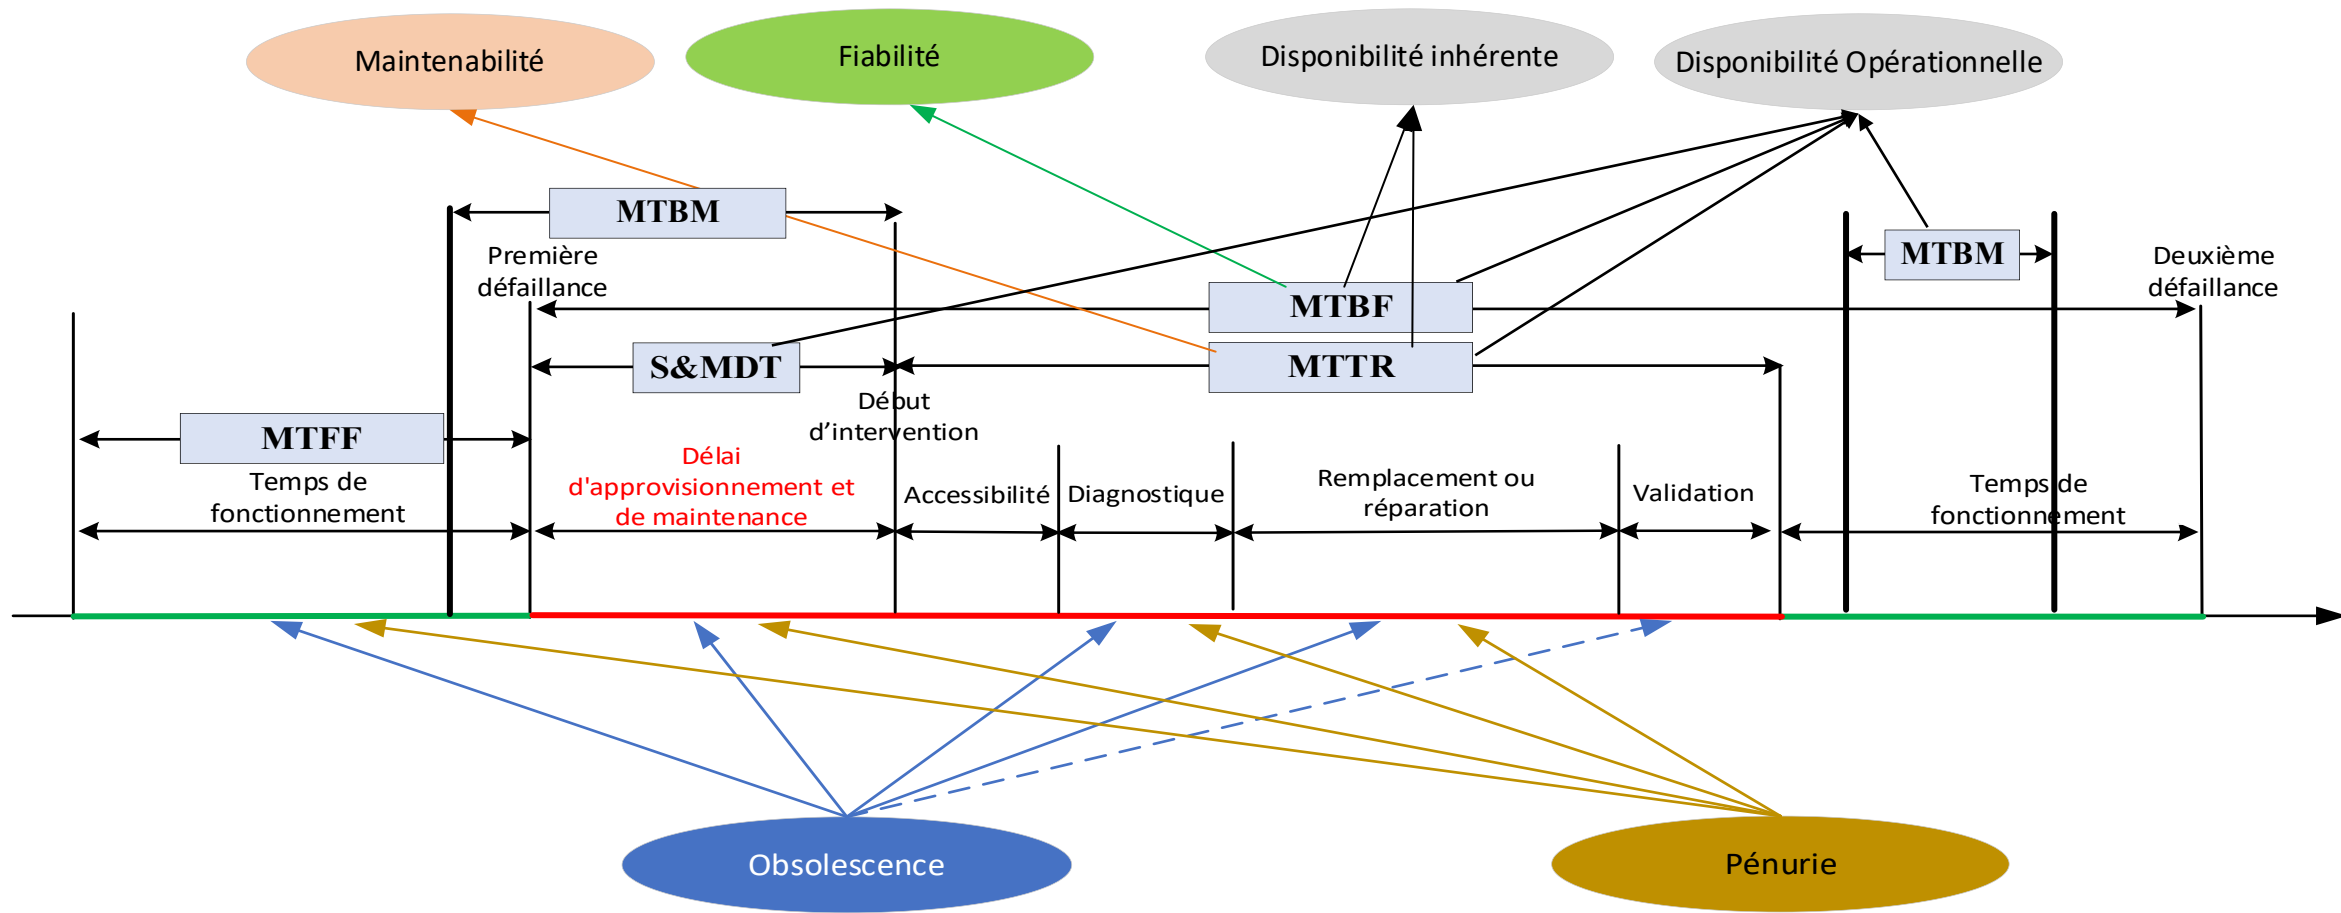 Maintenabilité
Fiabilité
Disponibilité inhérente
Disponibilité Opérationnelle
MTBM
Première
défaillance
MTBM
Deuxième
défaillance
MTBF
S&MDT
MTTR
Début
d’intervention
MTFF
Temps de
fonctionnement
Délai
d'approvisionnement et
de maintenance
Accessibilité
Diagnostique
Remplacement ou
réparation
Validation
Temps de
fonctionnement
Obsolescence
Pénurie